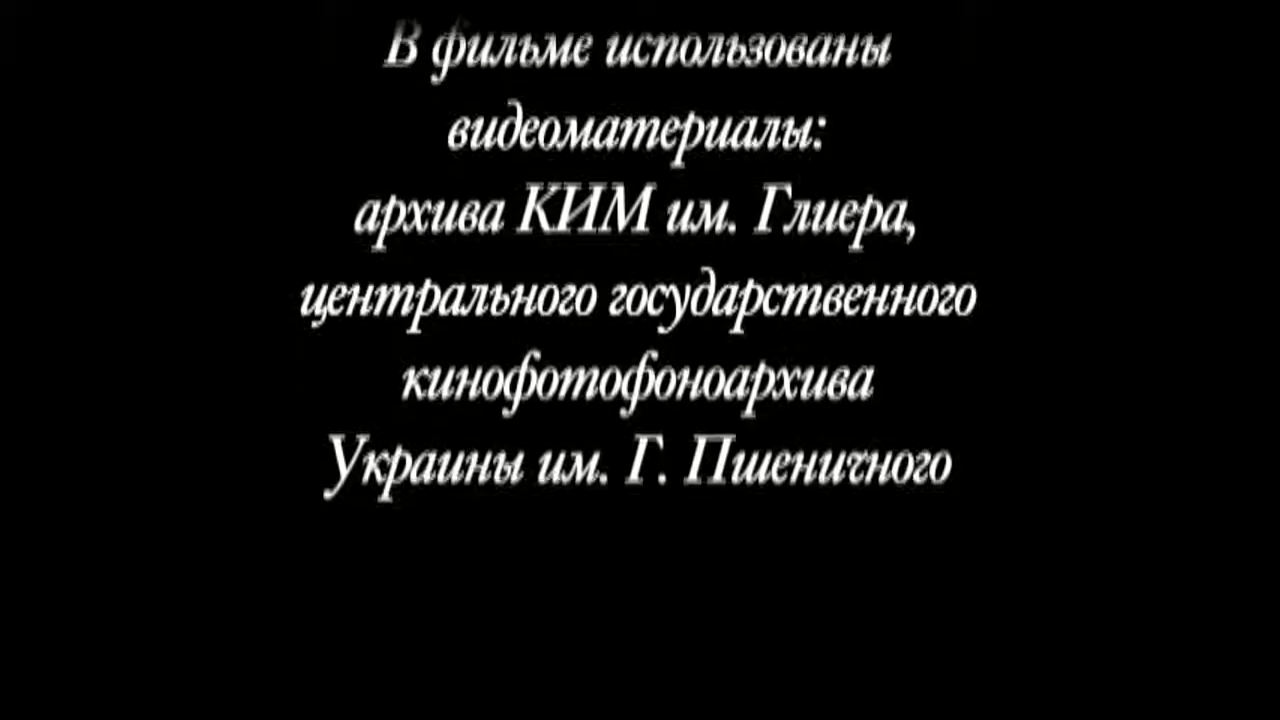 В фильме использованы
видеоматериалы:
архива КИМ им. Глиера,
центрального государственного
кинофотофоноархива
Украины им. Г. Пшеничного